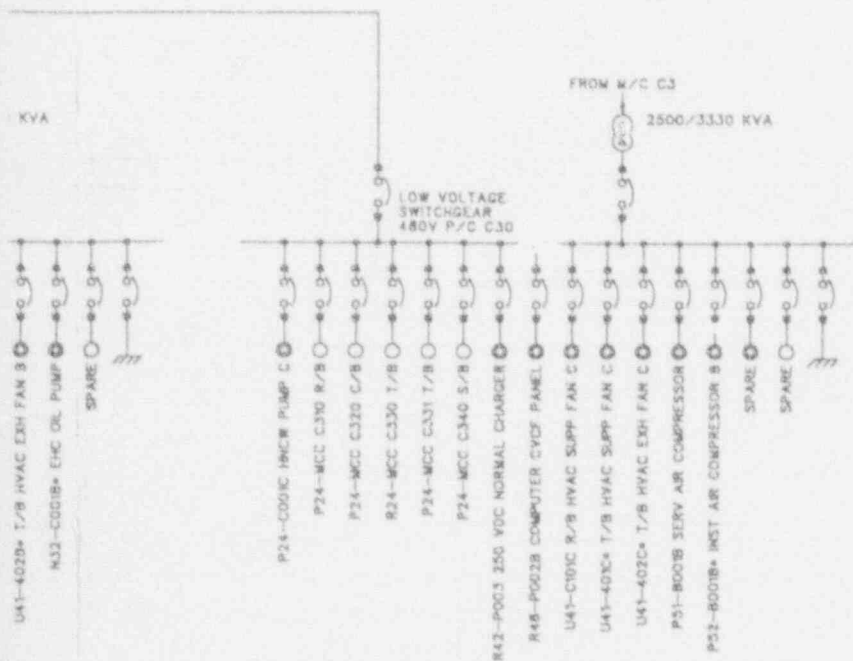 KVA
FROM M/C C3
2500/3330 KVA
LOW VOLTAGE
SWITCHGEAR
480V P/C C30
U41-402B* T/B HVAC EXH FAN B
N32-C001B* EHC OIL PUMP
SPARE
P24-C001C HNCW PUMP C
P24-MCC C310 R/B
P24-MCC C320 C/B
R24-MCC C330 T/B
P24-MCC C331 T/B
P24-MCC C340 S/B
R42-P003 250 VDC NORMAL CHARGER
R46-P002B COMPUTER CVCF PANEL
U41-C101C R/B HVAC SUPP FAN C
U41-401C* T/B HVAC SUPP FAN C
U41-402C* T/B HVAC EXH FAN C
P51-B001B SERV AIR COMPRESSOR
P52-B001B* INST AIR COMPRESSOR B
SPARE
SPARE